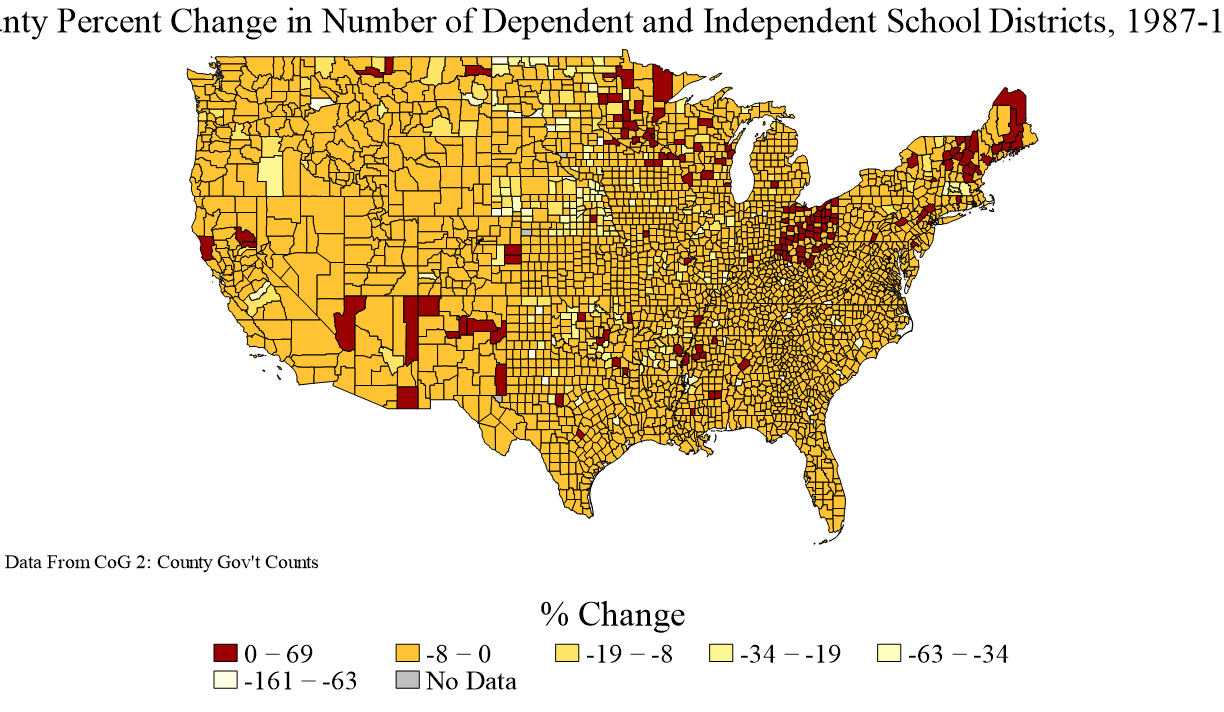 unty Percent Change in Number of Dependent and Independent School Districts, 1987-1
Data From CoG 2: County Gov't Counts
% Change
0 – 69
-8 – 0
-19 – -8
-34 – -19
-63 – -34
-161 – -63
No Data